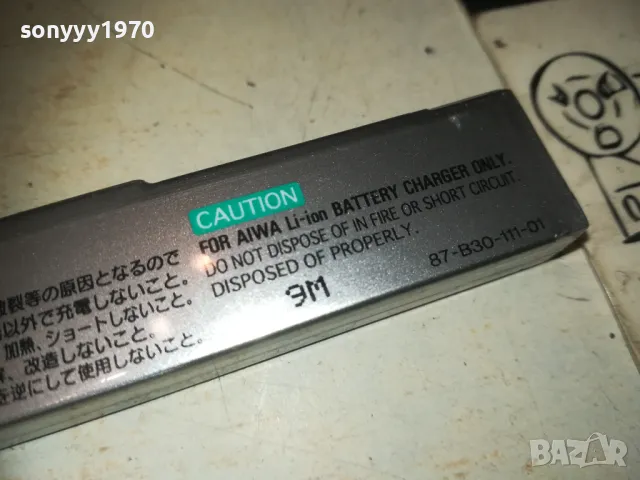 sonyyy1970
CAUTION
FOR AIWA Li-ion BATTERY CHARGER ONLY.
DO NOT DISPOSE OF IN FIRE OR SHORT CIRCUIT.
DISPOSED OF PROPERLY.
87-B30-111-01
9M
裂等の原因となるので
以外で充電しないこと。
加熱、ショートしないこと。
、改造しないこと。
を逆にして使用しないこと。
BAZAR
bazar.bg